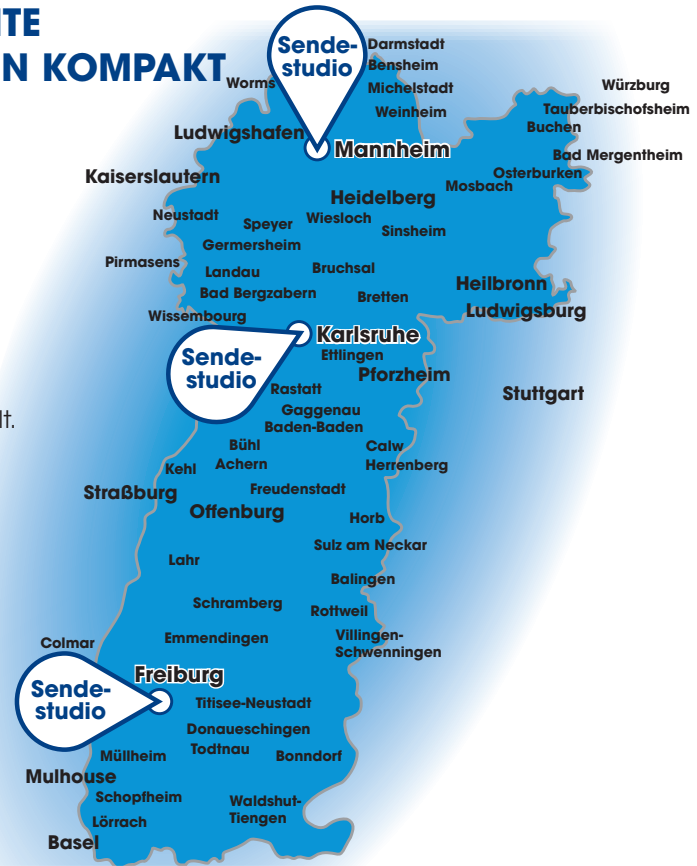 ITE
N KOMPAKT
lt.
Sende-
studio
Darmstadt
Bensheim
Worms
Michelstadt
Würzburg
Weinheim
Tauberbischofsheim
Buchen
Ludwigshafen
Mannheim
Bad Mergentheim
Kaiserslautern
Osterburken
Mosbach
Heidelberg
Neustadt
Wiesloch
Speyer
Sinsheim
Germersheim
Pirmasens
Landau
Bruchsal
Heilbronn
Bad Bergzabern
Bretten
Ludwigsburg
Wissembourg
Karlsruhe
Sende-
studio
Ettlingen
Pforzheim
Rastatt
Stuttgart
Gaggenau
Baden-Baden
Bühl
Calw
Achern
Herrenberg
Kehl
Straßburg
Freudenstadt
Offenburg
Horb
Sulz am Neckar
Lahr
Balingen
Schramberg
Rottweil
Emmendingen
Villingen-
Schwenningen
Colmar
Freiburg
Sende-
studio
Titisee-Neustadt
Donaueschingen
Todtnau
Müllheim
Bonndorf
Mulhouse
Schopfheim
Waldshut-
Tiengen
Lörrach
Basel